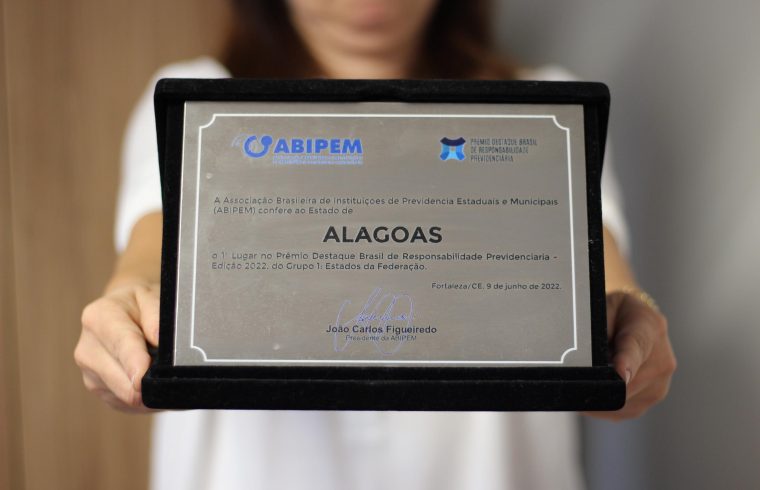 ABIPEM
PRÊMIO DESTAQUE BRASIL
DE RESPONSABILIDADE
PREVIDENCIÁRIA
A Associação Brasileira de Instituições de Previdencia Estaduais e Municipais
(ABIPEM) confere ao Estado de
ALAGOAS
o 1º Lugar no Prêmio Destaque Brasil de Responsabilidade Previdenciaria -
Edição 2022, do Grupo 1: Estados da Federação.
Fortaleza/CE, 9 de junho de 2022.
João Carlos Figueiredo
Presidente da ABIPEM